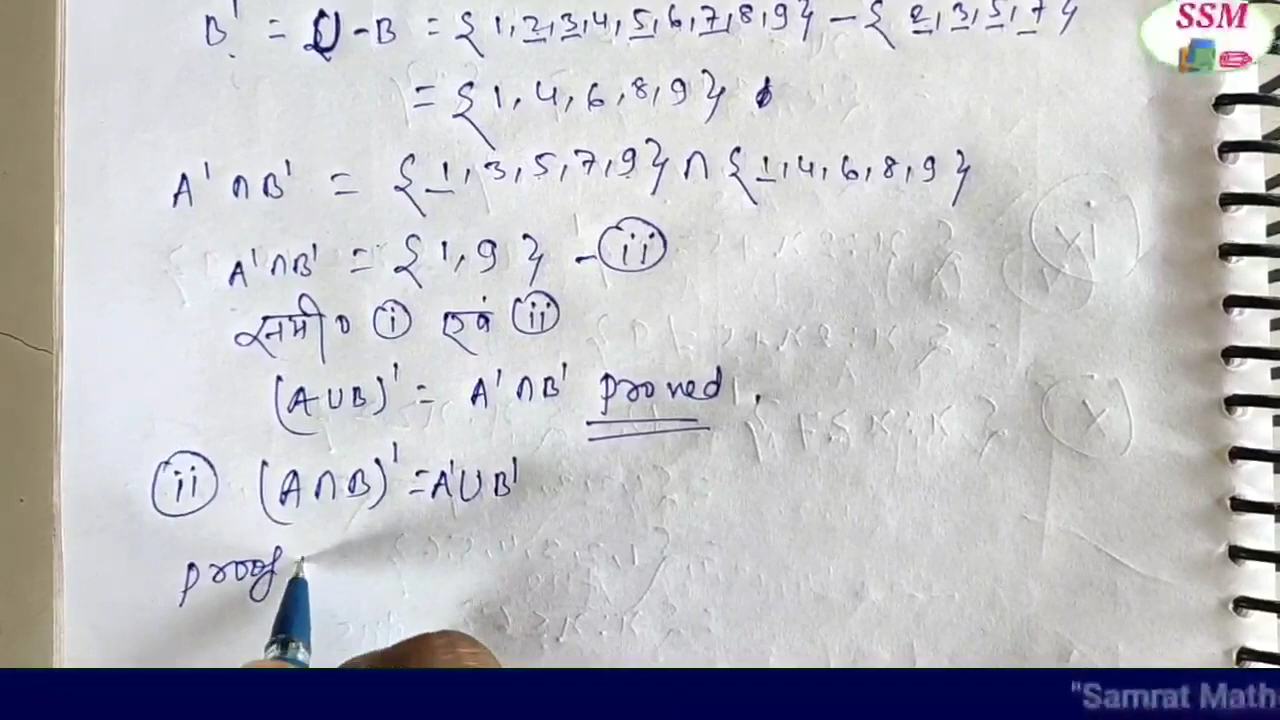 B' = U - B = { 1, 2, 3, 4, 5, 6, 7, 8, 9 } - { 2, 3, 5, 7 }
SSM
= { 1, 4, 6, 8, 9 }
A' ∩ B' = { 1, 3, 5, 7, 9 } ∩ { 1, 4, 6, 8, 9 }
A' ∩ B' = { 1, 9 } - (ii)
समी० (i) एवं (ii)
(A ∪ B)' = A' ∩ B' proved.
(ii) (A ∩ B)' = A' ∪ B'
proof
"Samrat Math